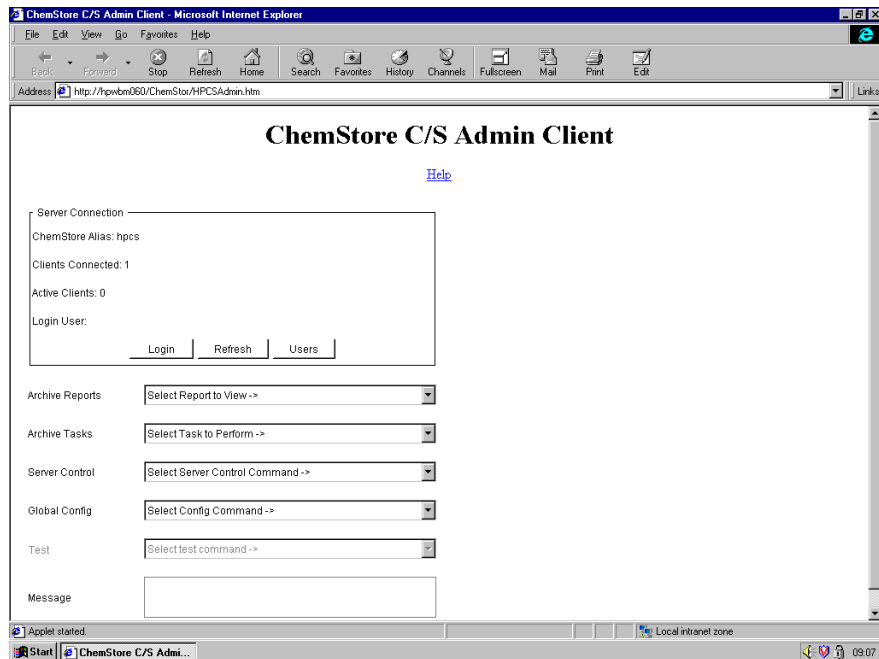 ChemStore C/S Admin Client - Microsoft Internet Explorer
File Edit View Go Favorites Help
Back Forward Stop Refresh Home Search Favorites History Channels Fullscreen Mail Print Edit
Address http://hpwbm060/ChemStor/HPCSAdmin.htm Links
ChemStore C/S Admin Client
Help
Server Connection
ChemStore Alias: hpcs
Clients Connected: 1
Active Clients: 0
Login User:
Login Refresh Users
Archive Reports Select Report to View ->
Archive Tasks Select Task to Perform ->
Server Control Select Server Control Command ->
Global Config Select Config Command ->
Test Select test command ->
Message
Applet started. Local intranet zone
Start ChemStore C/S Admi... 09:07